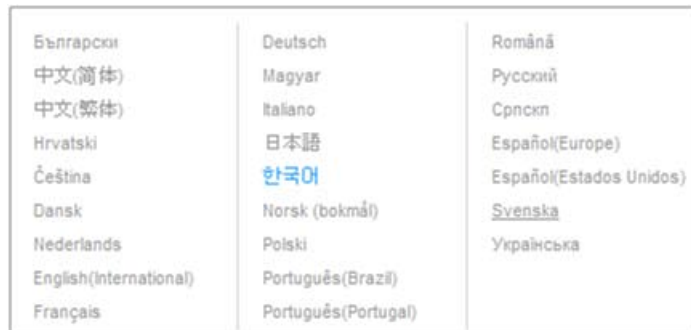 Български
中文(简体)
中文(繁体)
Hrvatski
Čeština
Dansk
Nederlands
English(International)
Français
Deutsch
Magyar
Italiano
日本語
한국어
Norsk (bokmål)
Polski
Português(Brazil)
Português(Portugal)
Română
Русский
Српскп
Español(Europe)
Español(Estados Unidos)
Svenska
Українська